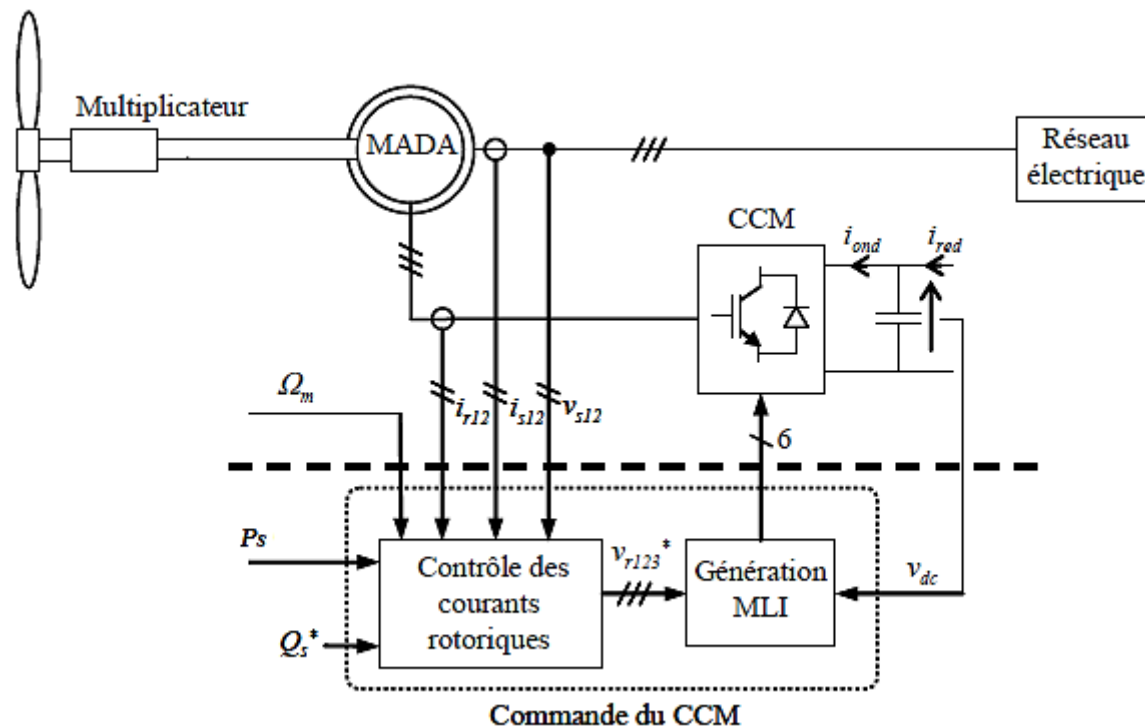 Multiplicateur
MADA
Réseau
électrique
CCM
i_ond
i_red
Ω_m
i_r12
i_s12
v_s12
6
Ps
Q_s*
Contrôle des
courants
rotoriques
v_r123*
Génération
MLI
v_dc
Commande du CCM